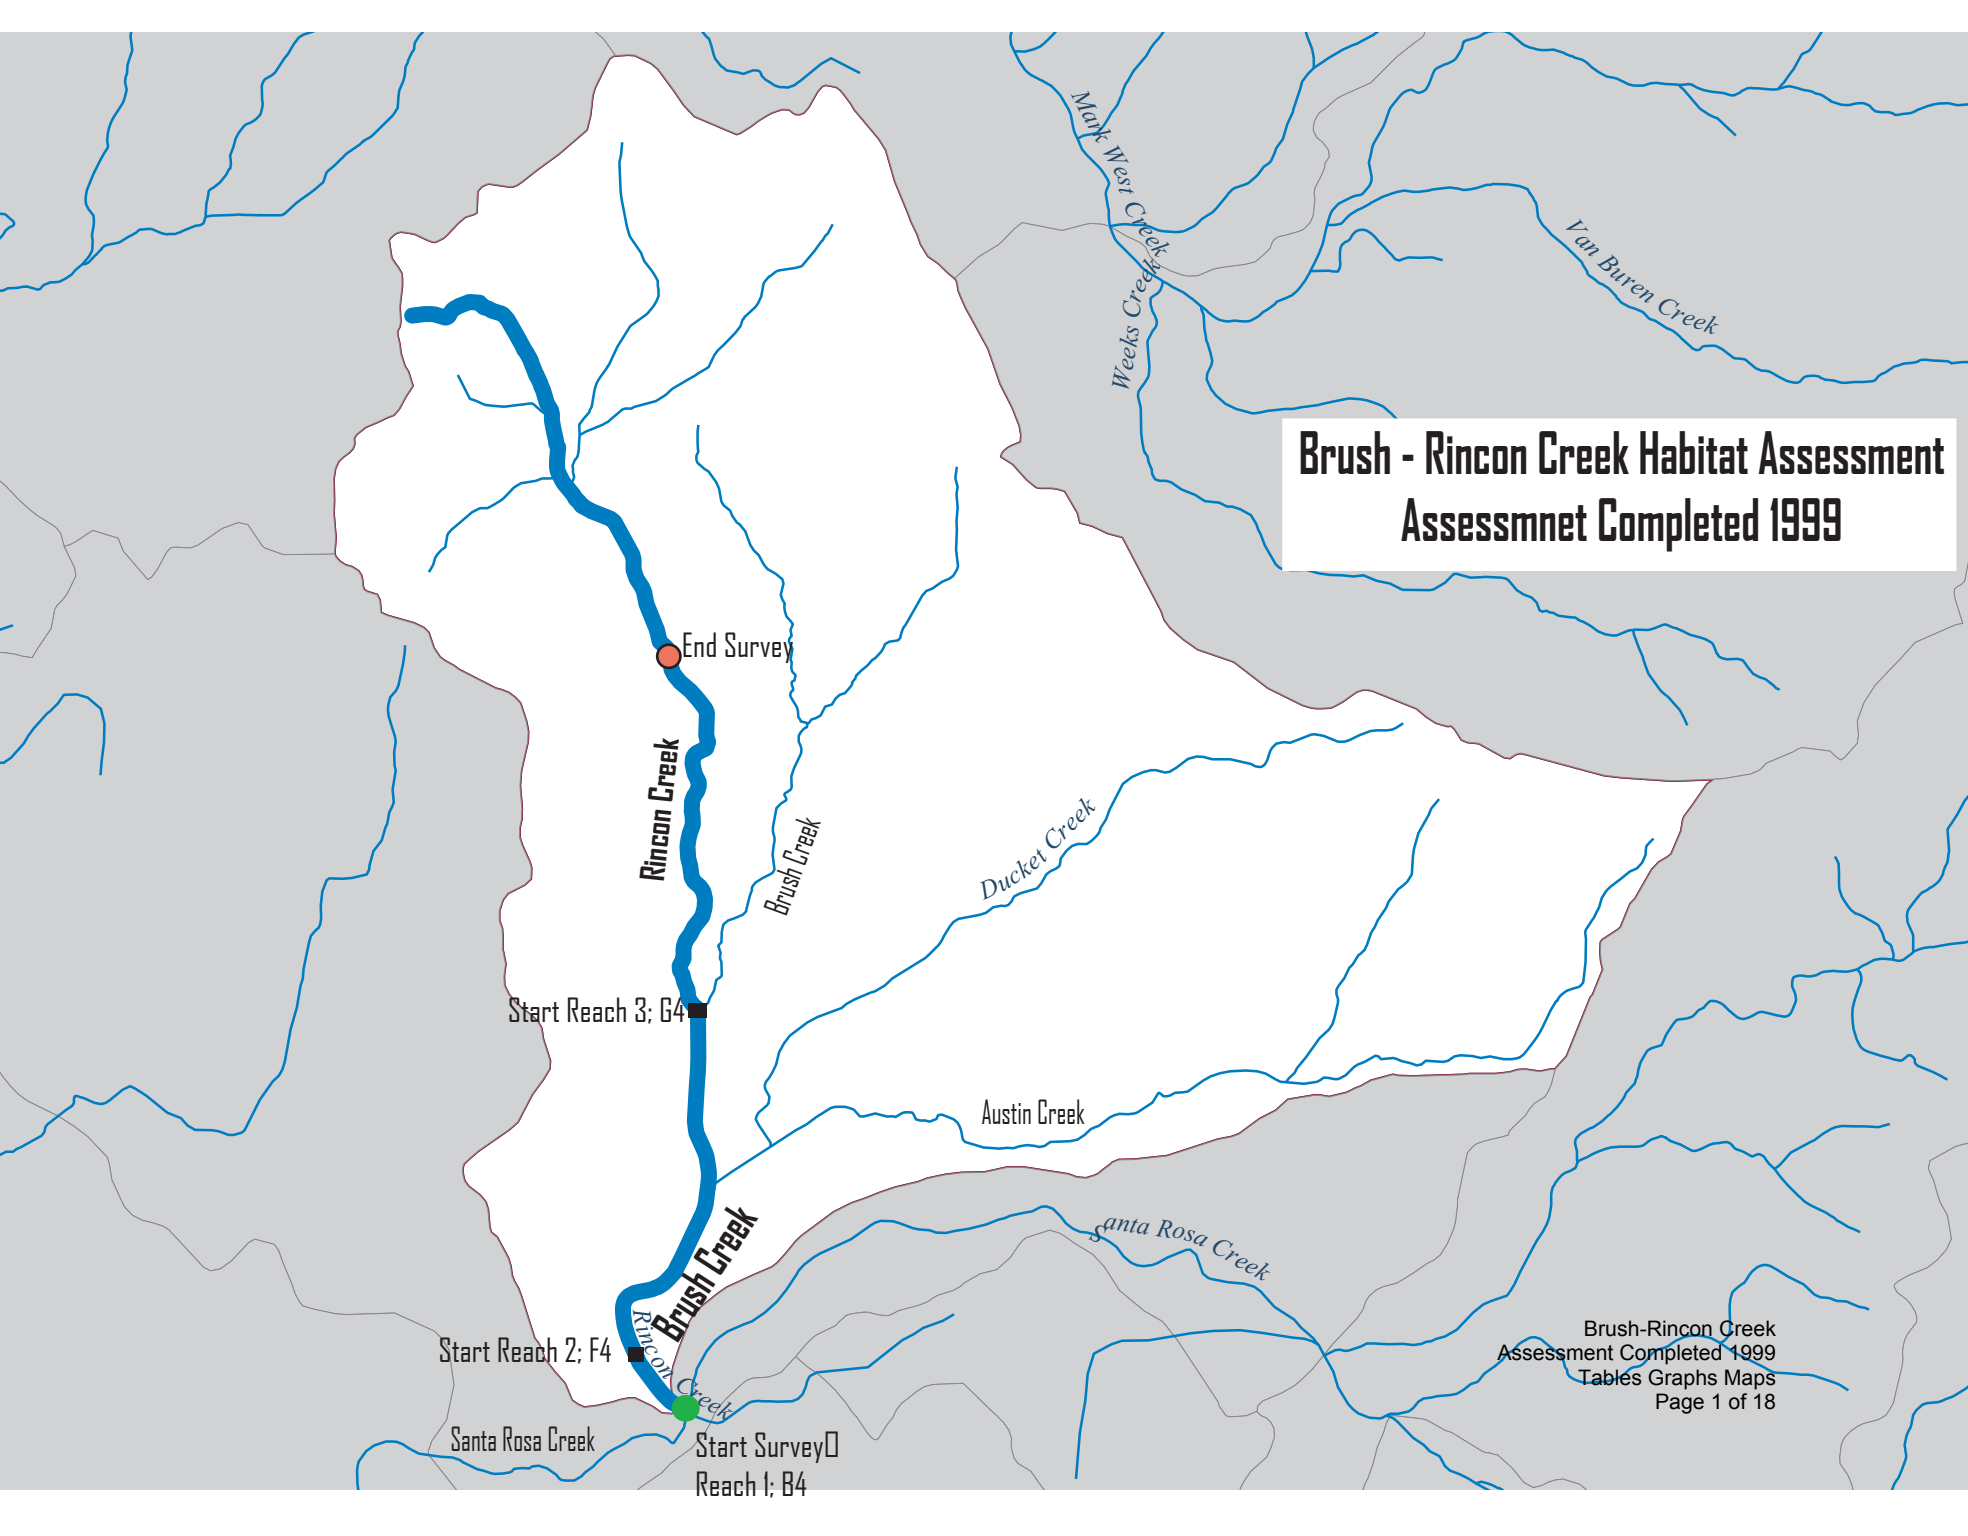 Mark West Creek
Van Buren Creek
Weeks Creek
Brush - Rincon Creek Habitat Assessment
Assessmnet Completed 1999
End Survey
Rincon Creek
Brush Creek
Ducket Creek
Start Reach 3; G4
Austin Creek
Brush Creek
Santa Rosa Creek
Rincon Creek
Start Reach 2; F4
Brush-Rincon Creek
Assessment Completed 1999
Tables Graphs Maps
Page 1 of 18
Santa Rosa Creek
Start Survey
Reach 1; B4